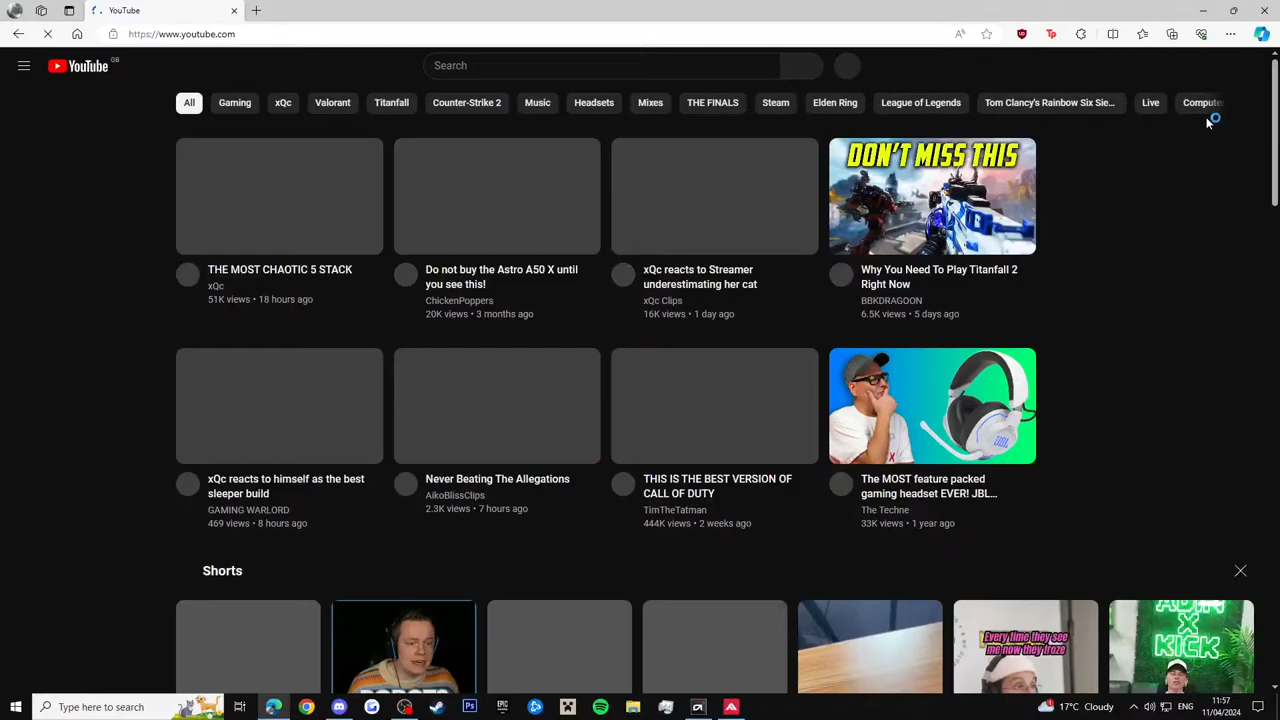 YouTube
https://www.youtube.com
YouTube GB
Search
All
Gaming
xQc
Valorant
Titanfall
Counter-Strike 2
Music
Headsets
Mixes
THE FINALS
Steam
Elden Ring
League of Legends
Tom Clancy's Rainbow Six Sie...
Live
Compute
DON'T MISS THIS
THE MOST CHAOTIC 5 STACK
xQc
51K views • 18 hours ago
Do not buy the Astro A50 X until
you see this!
ChickenPoppers
20K views • 3 months ago
xQc reacts to Streamer
underestimating her cat
xQc Clips
16K views • 1 day ago
Why You Need To Play Titanfall 2
Right Now
BBKDRAGOON
6.5K views • 5 days ago
JBL
xQc reacts to himself as the best
sleeper build
GAMING WARLORD
469 views • 8 hours ago
Never Beating The Allegations
AikoBlissClips
2.3K views • 7 hours ago
THIS IS THE BEST VERSION OF
CALL OF DUTY
TimTheTatman
444K views • 2 weeks ago
The MOST feature packed
gaming headset EVER! JBL...
The Techne
33K views • 1 year ago
Shorts
Every time they see
me now they froze
ADIN
X
KICK
Type here to search
17°C Cloudy
ENG
11:57
11/04/2024